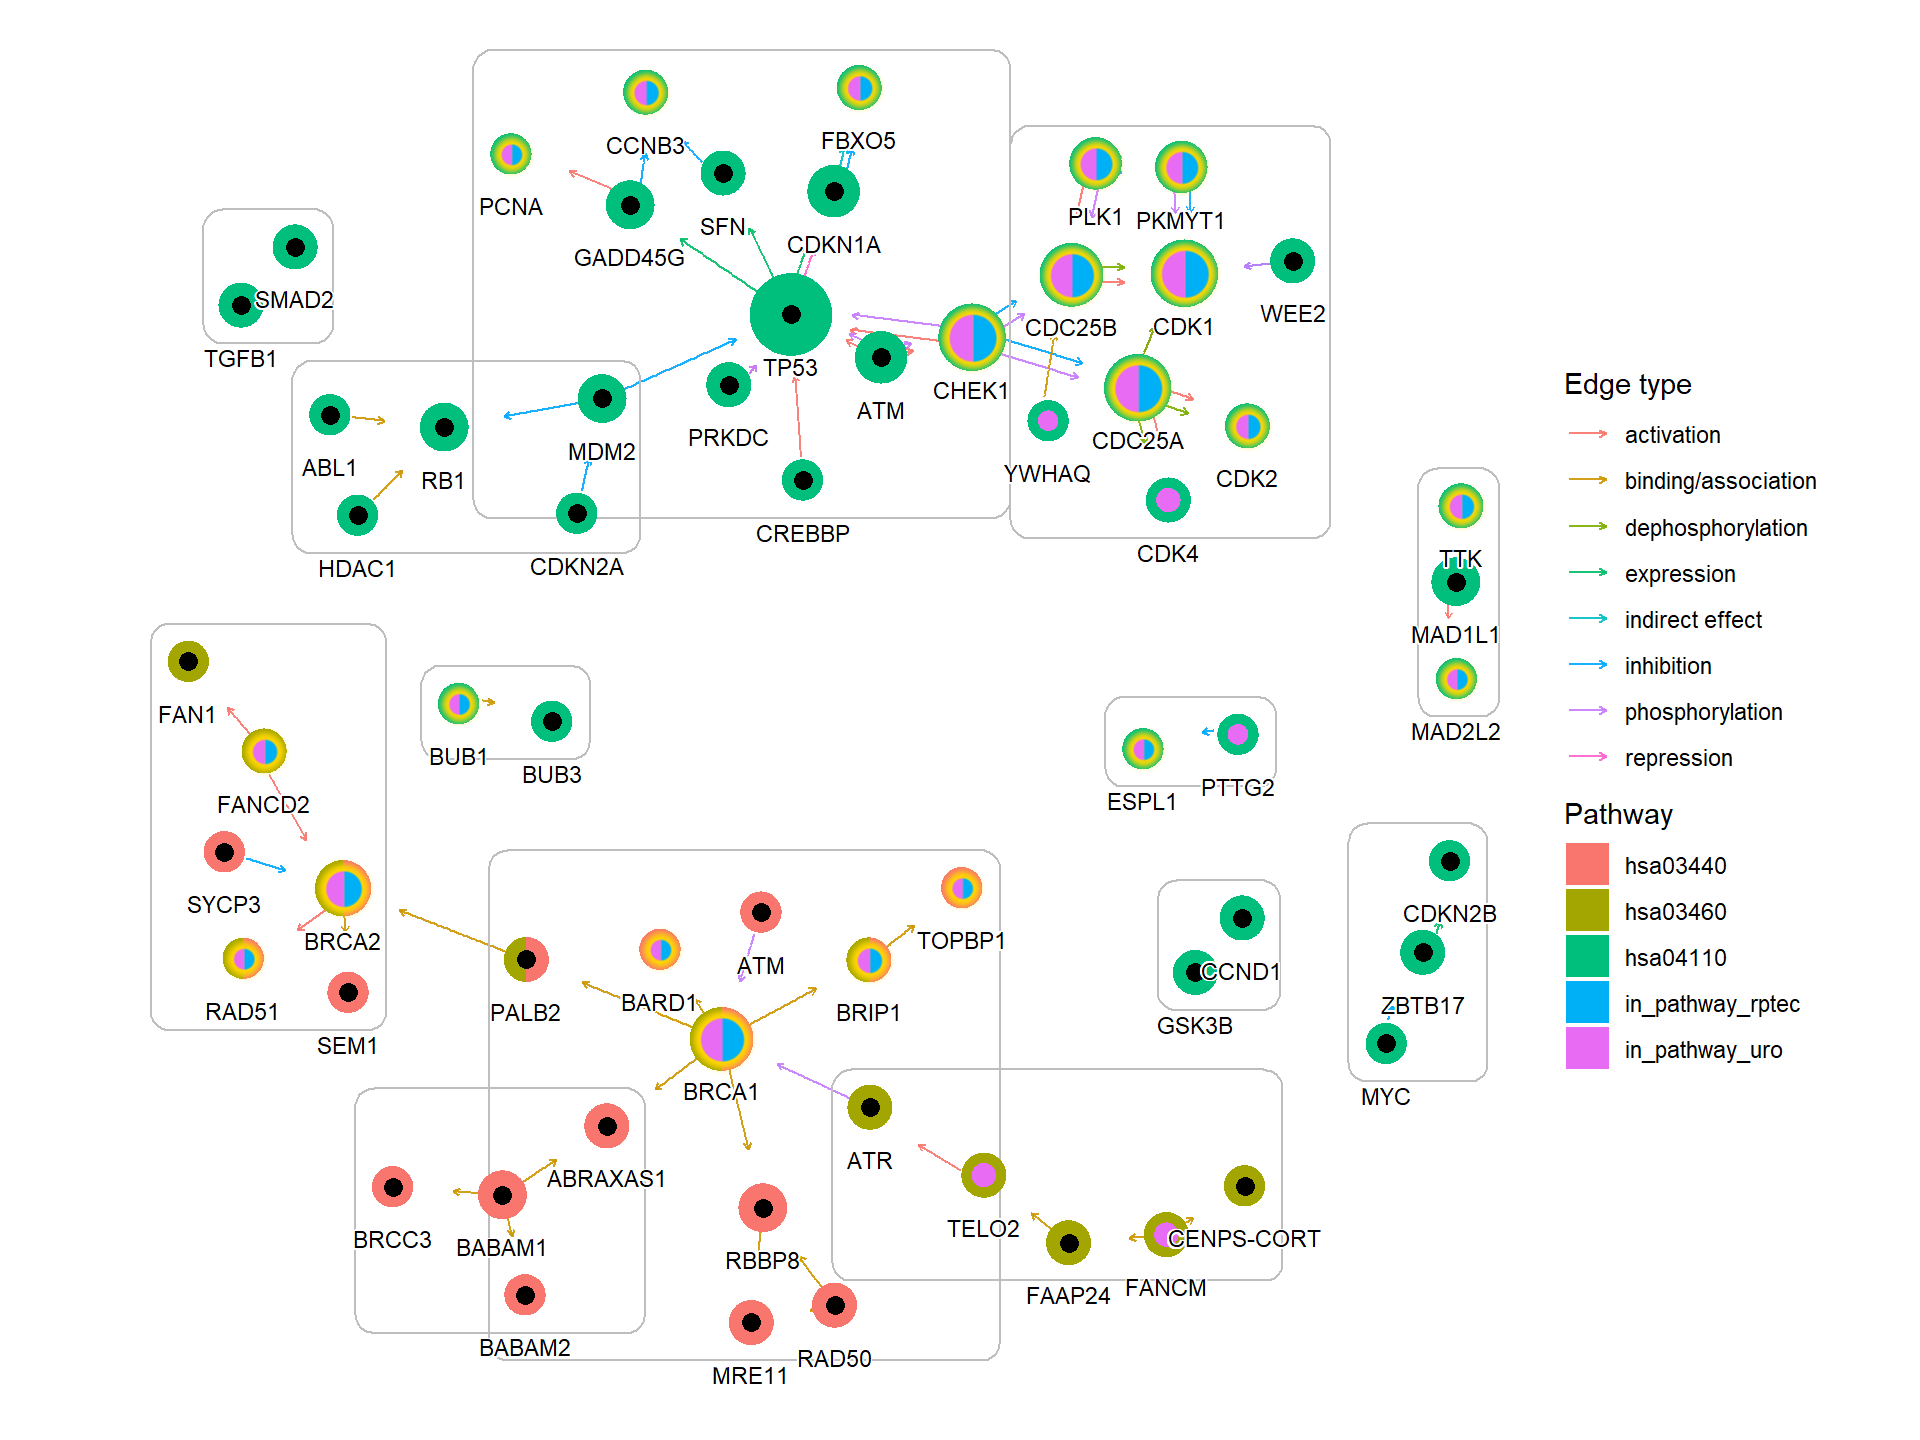 CCNB3
FBXO5
PCNA
SFN
GADD45G
CDKN1A
PLK1
PKMYT1
SMAD2
TGFB1
TP53
CHEK1
CDC25B
CDK1
WEE2
ATM
PRKDC
MDM2
ABL1
RB1
CDC25A
YWHAQ
CDK2
HDAC1
CDKN2A
CREBBP
CDK4
TTK
MAD1L1
MAD2L2
FAN1
FANCD2
SYCP3
BRCA2
RAD51
SEM1
BUB1
BUB3
ESPL1
PTTG2
CDKN2B
ZBTB17
MYC
CCND1
GSK3B
TOPBP1
ATM
BARD1
PALB2
BRIP1
BRCA1
ATR
ABRAXAS1
BRCC3
BABAM1
BABAM2
RBBP8
MRE11
RAD50
TELO2
CENPS-CORT
FAAP24
FANCM
Edge type
activation
binding/association
dephosphorylation
expression
indirect effect
inhibition
phosphorylation
repression
Pathway
hsa03440
hsa03460
hsa04110
in_pathway_rptec
in_pathway_uro